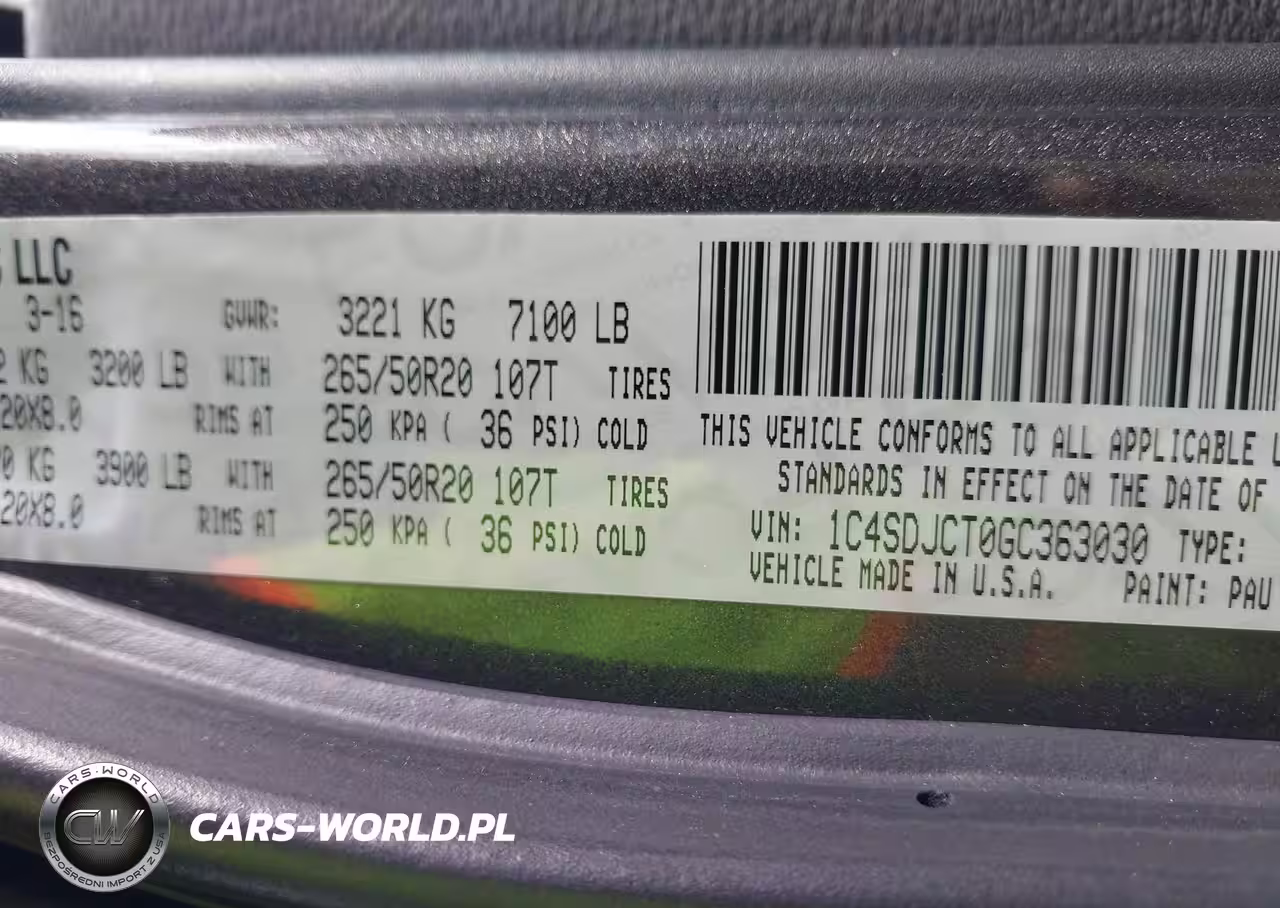 LLC
3-16 GVWR: 3221 KG 7100 LB
KG 3200 LB WITH 265/50R20 107T TIRES
20X8.0 RIMS AT 250 KPA ( 36 PSI) COLD
KG 3900 LB WITH 265/50R20 107T TIRES
20X8.0 RIMS AT 250 KPA ( 36 PSI) COLD
THIS VEHICLE CONFORMS TO ALL APPLICABLE
STANDARDS IN EFFECT ON THE DATE OF
VIN: 1C4SDJCT0GC363030 TYPE:
VEHICLE MADE IN U.S.A. PAINT: PAU
CARS-WORLD
CW
BEZPOŚREDNI IMPORT Z USA
CARS-WORLD.PL